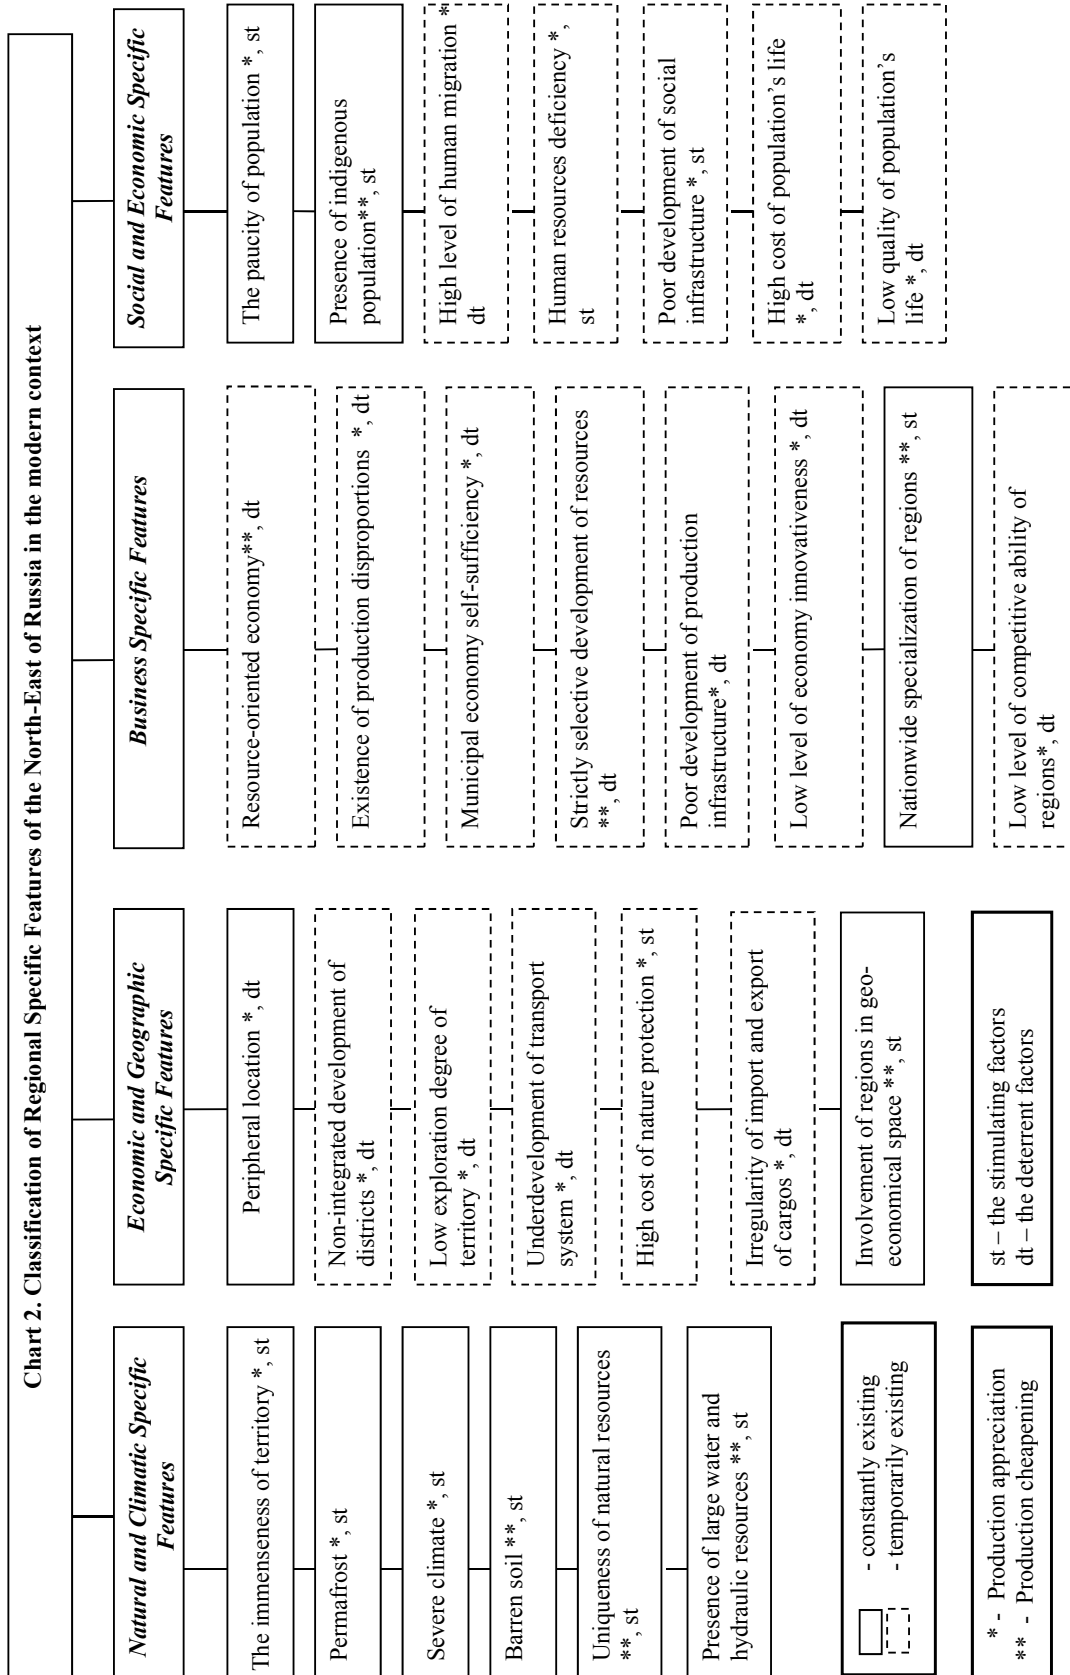 Chart 2. Classification of Regional Specific Features of the North-East of Russia in the modern context
Natural and Climatic Specific
Features
The immenseness of territory *, st
Permafrost *, st
Severe climate *, st
Barren soil **, st
Uniqueness of natural resources
**, st
Presence of large water and
hydraulic resources **, st
- constantly existing
- temporarily existing
* - Production appreciation
** - Production cheapening
Economic and Geographic
Specific Features
Peripheral location *, dt
Non-integrated development of
districts *, dt
Low exploration degree of
territory *, dt
Underdevelopment of transport
system *, dt
High cost of nature protection *, st
Irregularity of import and export
of cargos *, dt
Involvement of regions in geo-
economical space **, st
st – the stimulating factors
dt – the deterrent factors
Business Specific Features
Resource-oriented economy**, dt
Existence of production disproportions *, dt
Municipal economy self-sufficiency *, dt
Strictly selective development of resources
**, dt
Poor development of production
infrastructure*, dt
Low level of economy innovativeness *, dt
Nationwide specialization of regions **, st
Low level of competitive ability of
regions*, dt
Social and Economic Specific
Features
The paucity of population *, st
Presence of indigenous
population**, st
High level of human migration *
dt
Human resources deficiency *,
st
Poor development of social
infrastructure *, st
High cost of population's life
*, dt
Low quality of population's
life *, dt